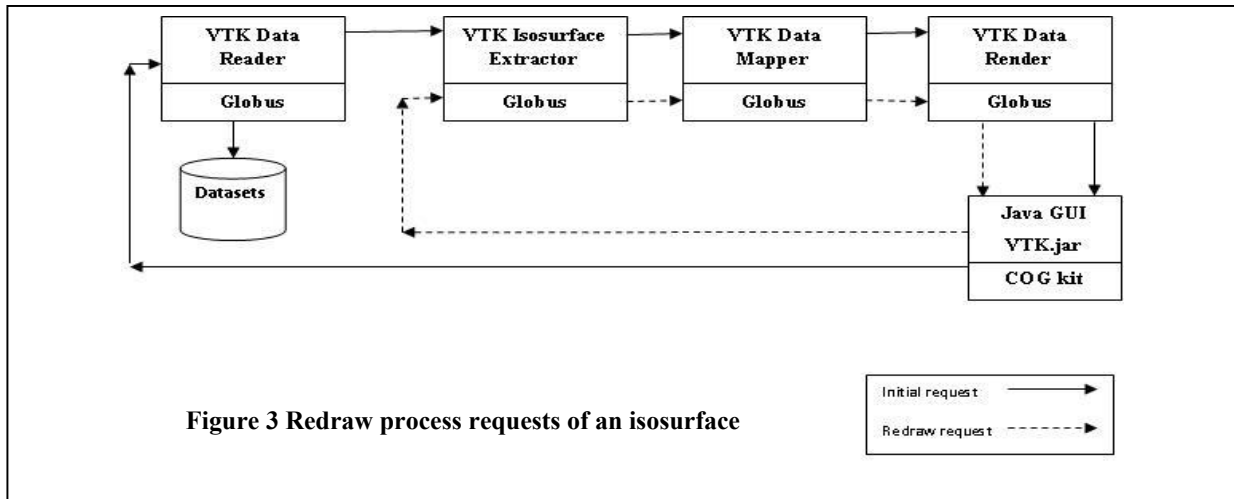 VTK Data
Reader
Globus
VTK Isosurface
Extractor
Globus
VTK Data
Mapper
Globus
VTK Data
Render
Globus
Datasets
Java GUI
VTK.jar
COG kit
Figure 3 Redraw process requests of an isosurface
Initial request
Redraw request